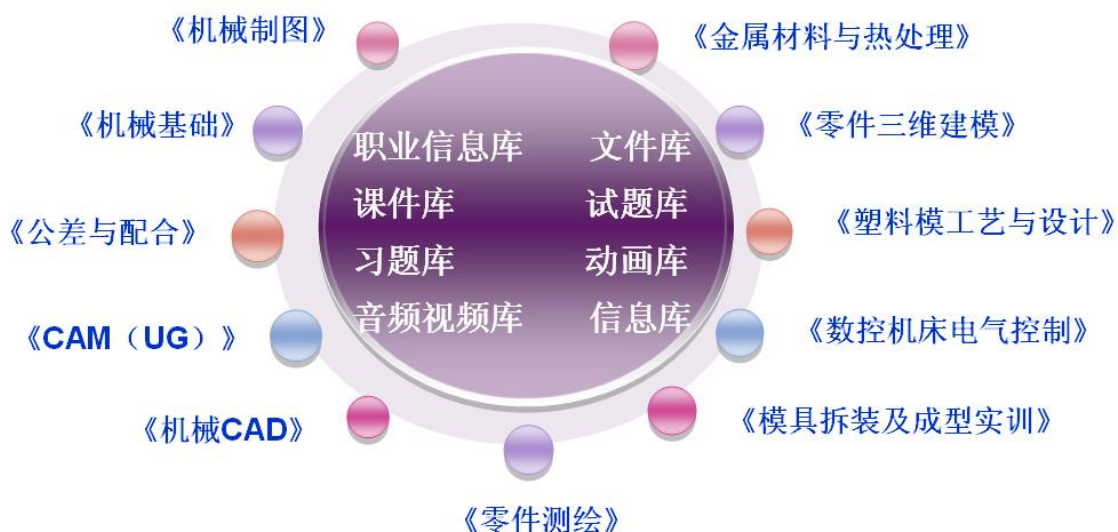 《机械制图》
《金属材料与热处理》
《机械基础》
《零件三维建模》
职业信息库 文件库
课件库 试题库
《公差与配合》
《塑料模工艺与设计》
习题库 动画库
音频视频库 信息库
《CAM（UG）》
《数控机床电气控制》
《机械CAD》
《模具拆装及成型实训》
《零件测绘》